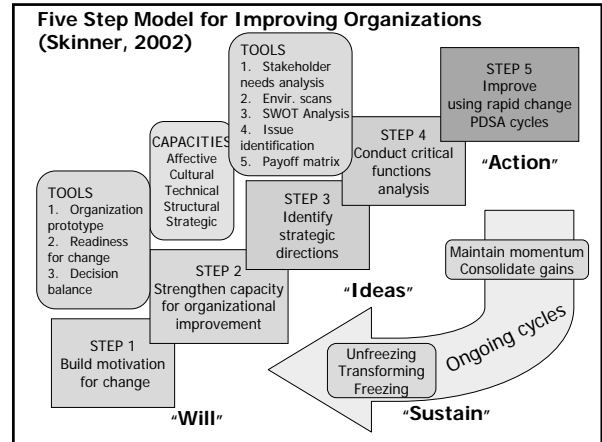 Five Step Model for Improving Organizations
(Skinner, 2002)
TOOLS
1. Stakeholder
needs analysis
2. Envir. scans
3. SWOT Analysis
4. Issue
identification
5. Payoff matrix
STEP 5
Improve
using rapid change
PDSA cycles
CAPACITIES
Affective
Cultural
Technical
Structural
Strategic
STEP 4
Conduct critical
functions
analysis
"Action"
TOOLS
1. Organization
prototype
2. Readiness
for change
3. Decision
balance
STEP 3
Identify
strategic
directions
STEP 2
Strengthen capacity
for organizational
improvement
"Ideas"
Maintain momentum
Consolidate gains
STEP 1
Build motivation
for change
Unfreezing
Transforming
Freezing
Ongoing cycles
"Will"
"Sustain"